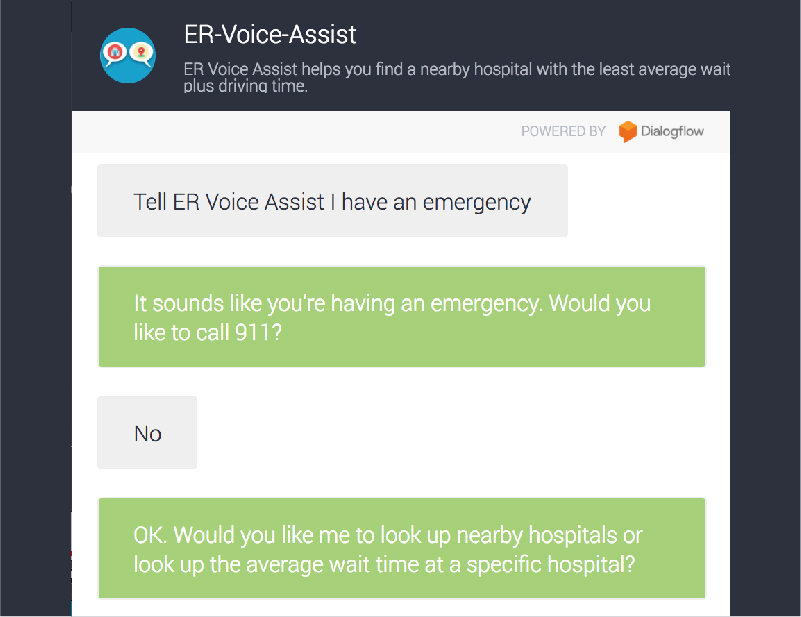 ER-Voice-Assist
ER Voice Assist helps you find a nearby hospital with the least average wait
plus driving time.
POWERED BY Dialogflow
Tell ER Voice Assist I have an emergency
It sounds like you're having an emergency. Would you
like to call 911?
No
OK. Would you like me to look up nearby hospitals or
look up the average wait time at a specific hospital?